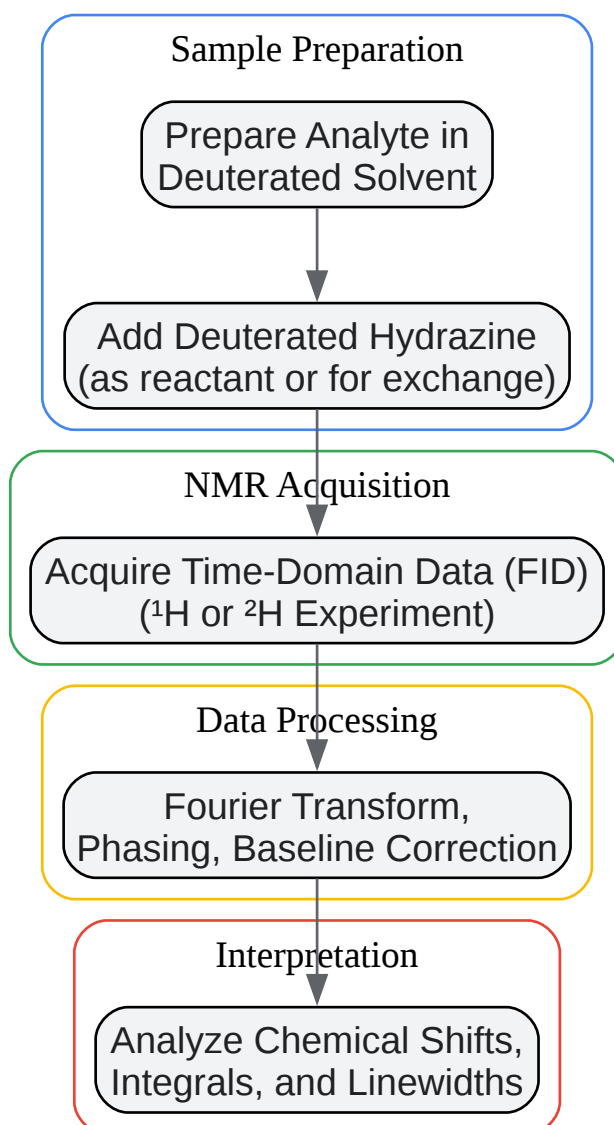 Sample Preparation
Prepare Analyte in
Deuterated Solvent
Add Deuterated Hydrazine
(as reactant or for exchange)
NMR Acquisition
Acquire Time-Domain Data (FID)
(¹H or ²H Experiment)
Data Processing
Fourier Transform,
Phasing, Baseline Correction
Interpretation
Analyze Chemical Shifts,
Integrals, and Linewidths